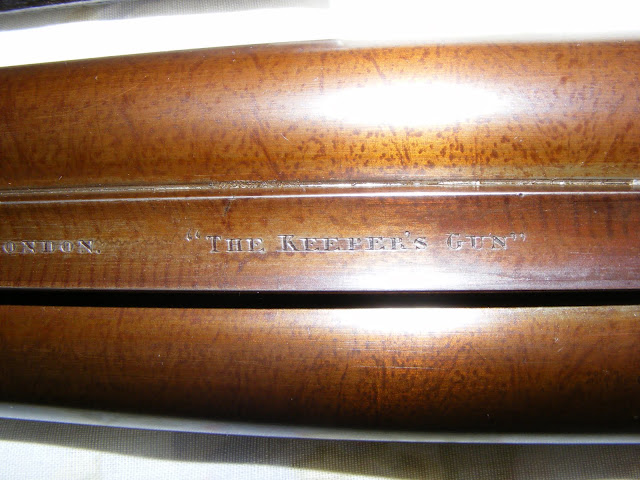 ONDON. "THE KEEPER'S GUN"